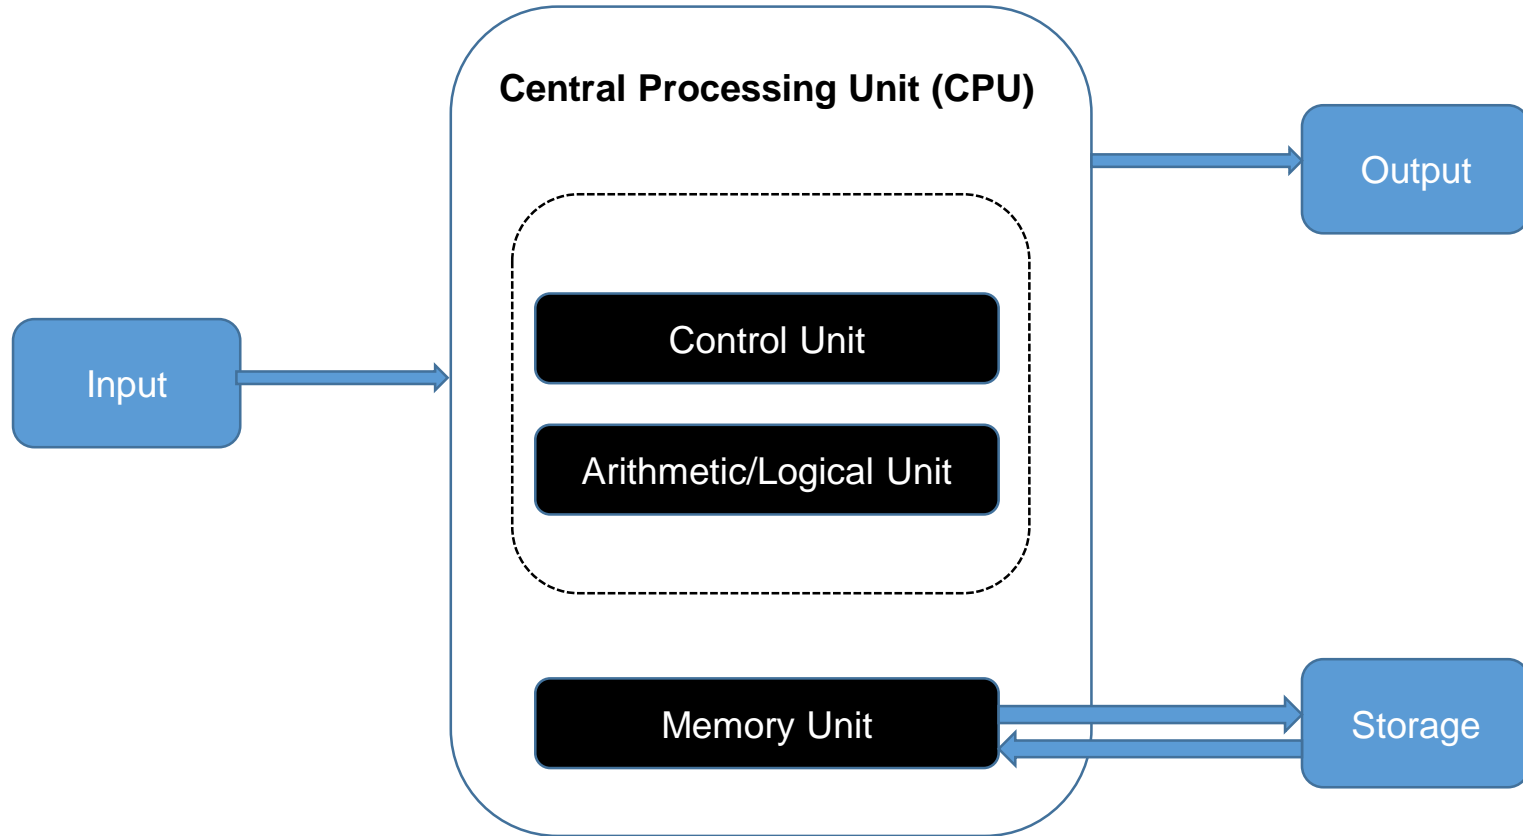 Central Processing Unit (CPU)
Output
Control Unit
Input
Arithmetic/Logical Unit
Memory Unit
Storage